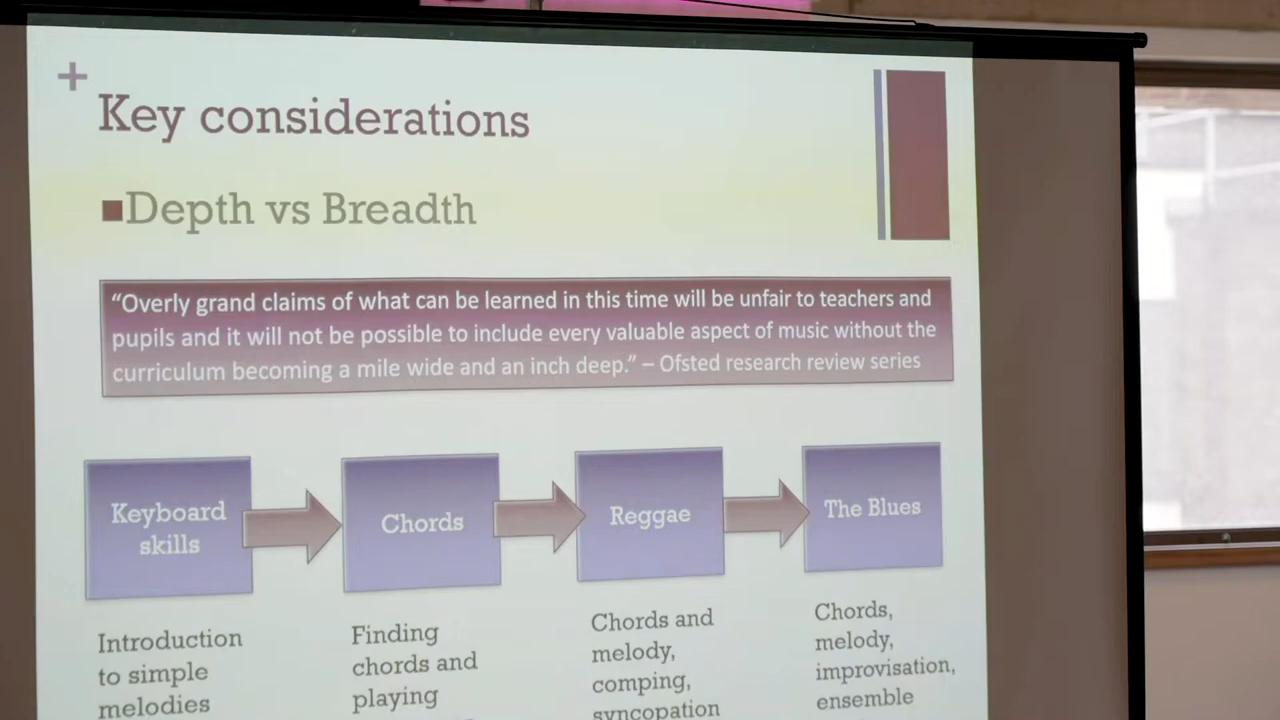 +
Key considerations
■Depth vs Breadth
“Overly grand claims of what can be learned in this time will be unfair to teachers and
pupils and it will not be possible to include every valuable aspect of music without the
curriculum becoming a mile wide and an inch deep.” – Ofsted research review series
Keyboard
skills
Chords
Reggae
The Blues
Introduction
to simple
melodies
Finding
chords and
playing
Chords and
melody,
comping,
syncopation
Chords,
melody,
improvisation,
ensemble